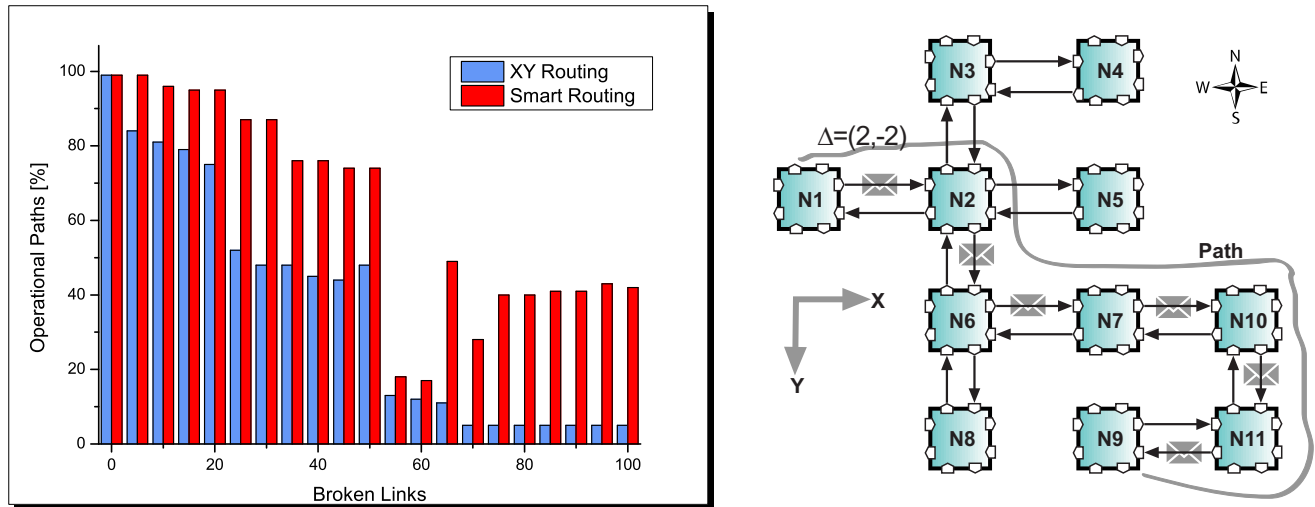 100
80
60
40
20
0
Operational Paths [%]
0
20
40
60
80
100
Broken Links
XY Routing
Smart Routing
N3
N4
N
W
E
S
Δ=(2,-2)
N1
N2
N5
Path
X
Y
N6
N7
N10
N8
N9
N11